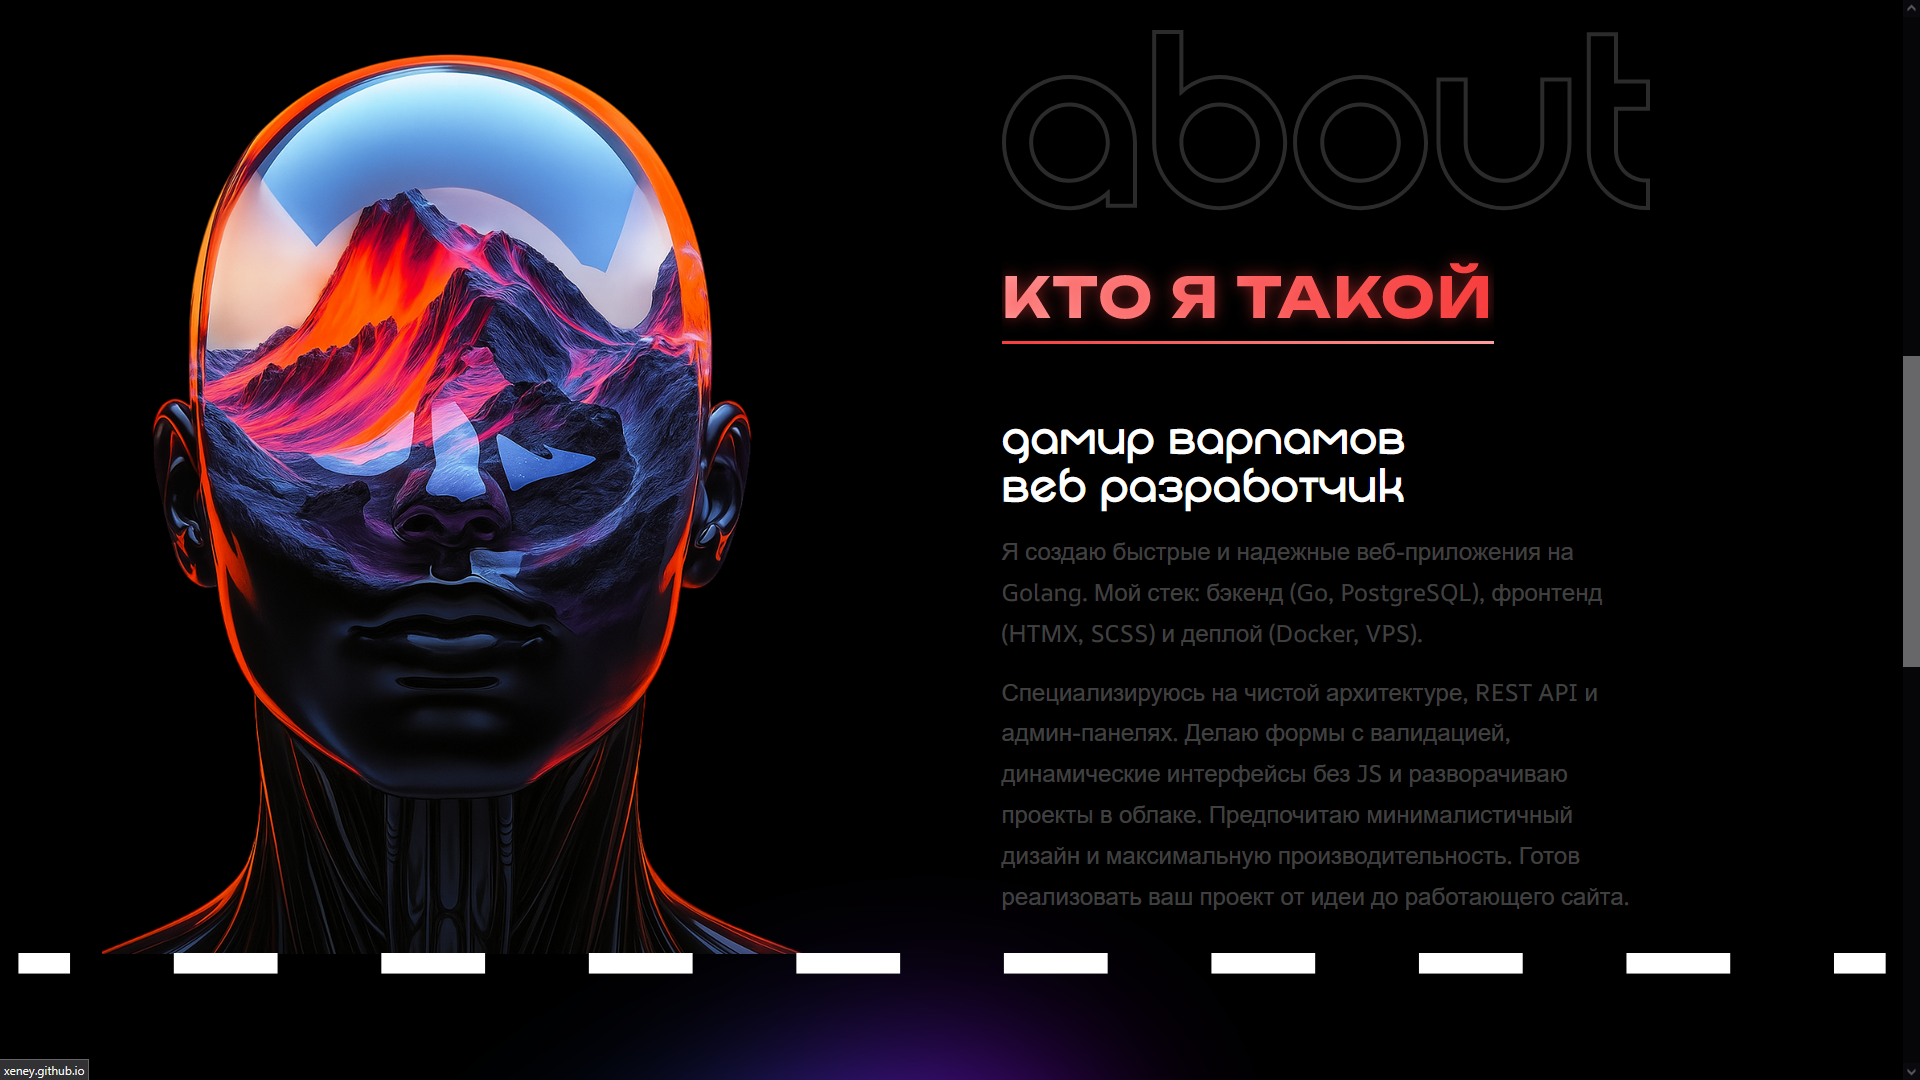 about
КТО Я ТАКОЙ
дамир варламов
веб разработчик
Я создаю быстрые и надежные веб-приложения на
Golang. Мой стек: бэкенд (Go, PostgreSQL), фронтенд
(HTMX, SCSS) и деплой (Docker, VPS).
Специализируюсь на чистой архитектуре, REST API и
админ-панелях. Делаю формы с валидацией,
динамические интерфейсы без JS и разворачиваю
проекты в облаке. Предпочитаю минималистичный
дизайн и максимальную производительность. Готов
реализовать ваш проект от идеи до работающего сайта.
xeney.github.io